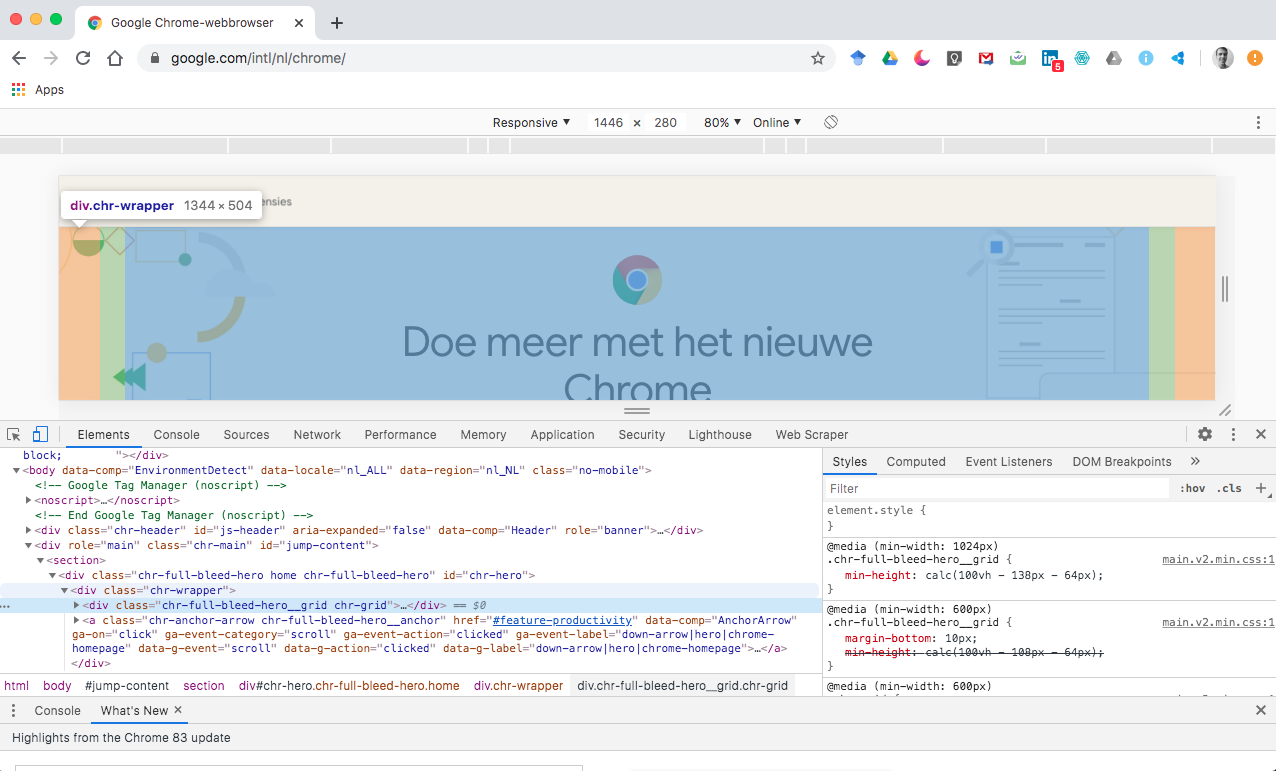 Google Chrome-webbrowser
google.com/intl/nl/chrome/
5
Apps
Responsive ▼ 1446 × 280 80% ▼ Online ▼
div.chr-wrapper 1344 × 504
ensies
Doe meer met het nieuwe
Chrome
Elements Console Sources Network Performance Memory Application Security Lighthouse Web Scraper
block; "></div>
<body data-comp="EnvironmentDetect" data-locale="nl_ALL" data-region="nl_NL" class="no-mobile">
<!-- Google Tag Manager (noscript) -->
<noscript>…</noscript>
<!-- End Google Tag Manager (noscript) -->
<div class="chr-header" id="js-header" aria-expanded="false" data-comp="Header" role="banner">…</div>
<div role="main" class="chr-main" id="jump-content">
<section>
<div class="chr-full-bleed-hero home chr-full-bleed-hero" id="chr-hero">
<div class="chr-wrapper">
… <div class="chr-full-bleed-hero__grid chr-grid">…</div> == $0
<a class="chr-anchor-arrow chr-full-bleed-hero__anchor" href="#feature-productivity" data-comp="AnchorArrow"
ga-on="click" ga-event-category="scroll" ga-event-action="clicked" ga-event-label="down-arrow|hero|chrome-
homepage" data-g-event="scroll" data-g-action="clicked" data-g-label="down-arrow|hero|chrome-homepage">…</a>
</div>
html body #jump-content section div#chr-hero.chr-full-bleed-hero.home div.chr-wrapper div.chr-full-bleed-hero__grid.chr-grid
Styles Computed Event Listeners DOM Breakpoints »
Filter :hov .cls +
element.style {
}
@media (min-width: 1024px)
.chr-full-bleed-hero__grid { main.v2.min.css:1
min-height: calc(100vh - 138px - 64px);
}
@media (min-width: 600px)
.chr-full-bleed-hero__grid { main.v2.min.css:1
margin-bottom: 10px;
min-height: calc(100vh - 108px - 64px);
}
@media (min-width: 600px)
Console What's New ×
Highlights from the Chrome 83 update